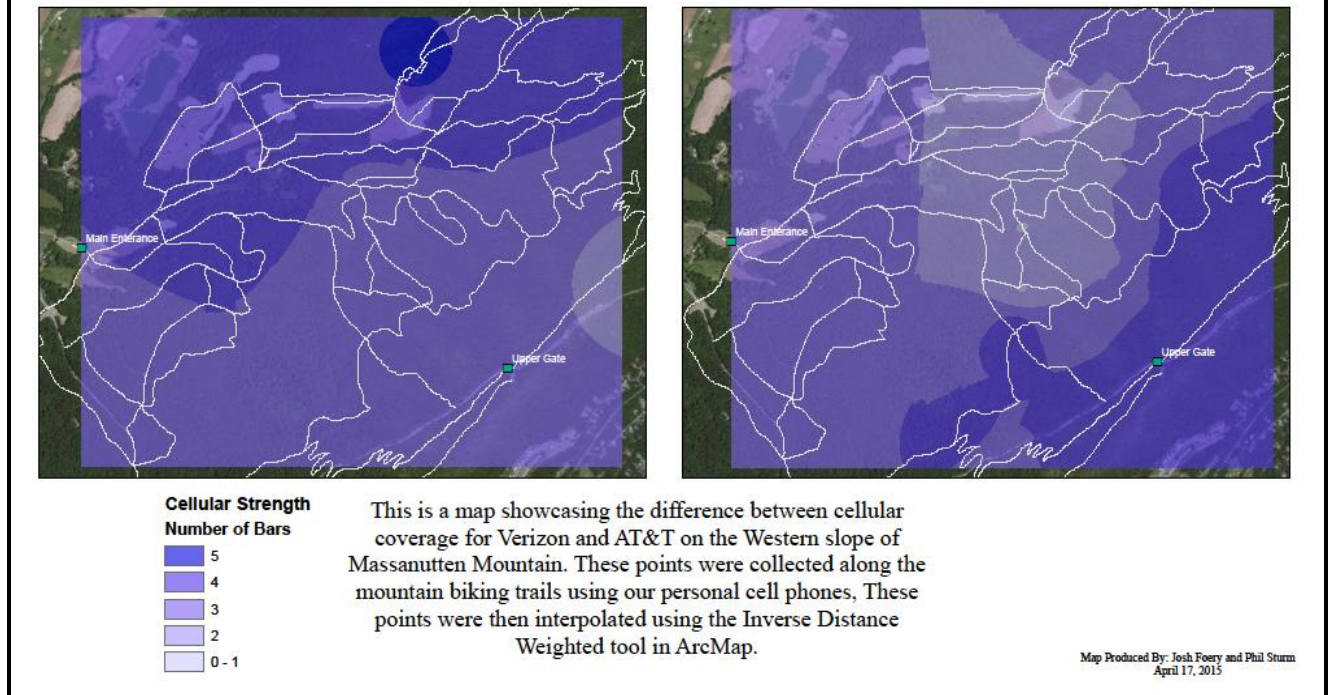 Main Enterance
Upper Gate
Main Enterance
Upper Gate
Cellular Strength
Number of Bars
5
4
3
2
0 - 1
This is a map showcasing the difference between cellular
coverage for Verizon and AT&T on the Western slope of
Massanutten Mountain. These points were collected along the
mountain biking trails using our personal cell phones, These
points were then interpolated using the Inverse Distance
Weighted tool in ArcMap.
Map Produced By: Josh Foery and Phil Sturm
April 17, 2015